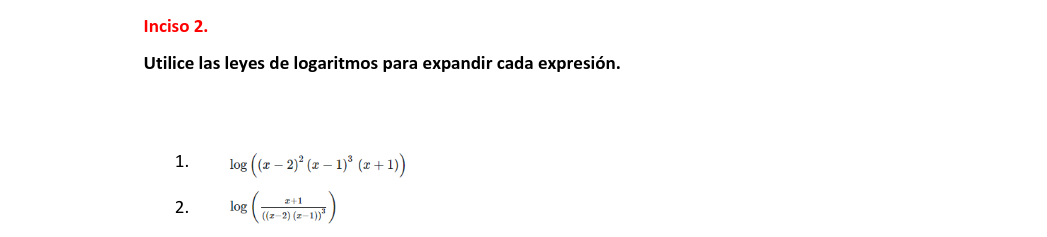 Inciso 2.
Utilice las leyes de logaritmos para expandir cada expresión.
1. log ((x − 2)² (x − 1)³ (x + 1))
2. log (x+1 / ((x−2) (x−1))³)